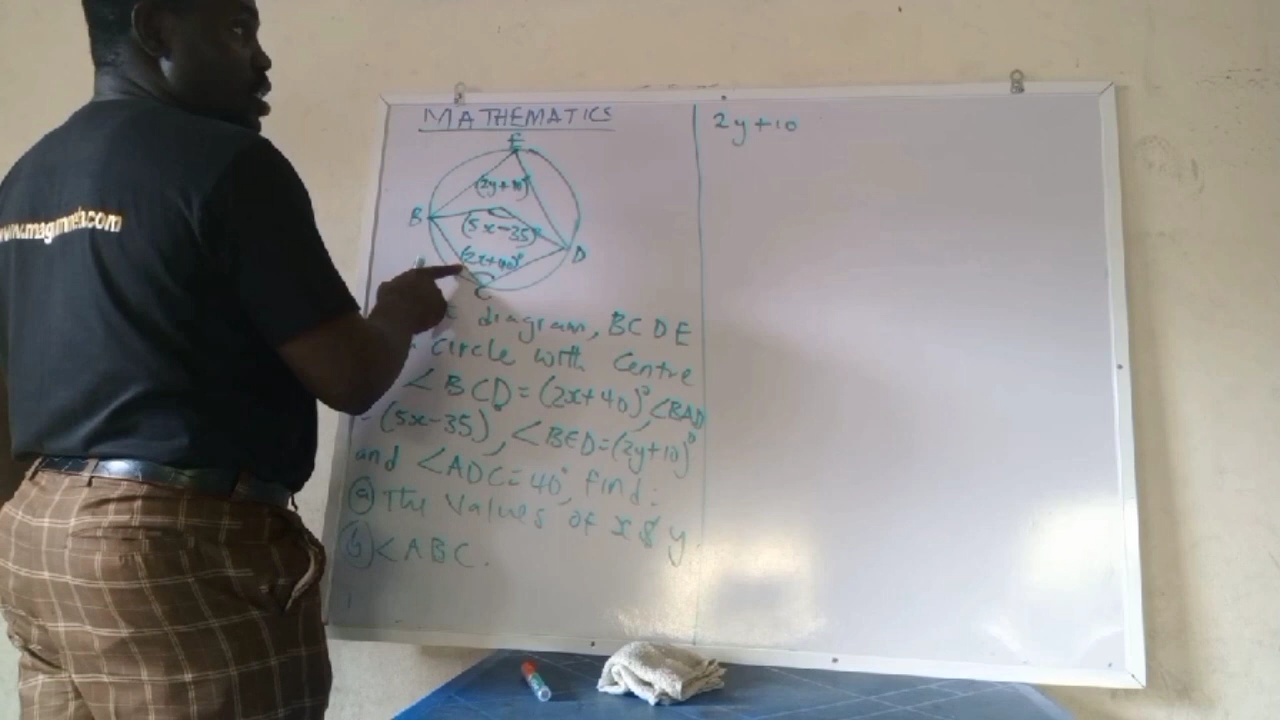 MATHEMATICS
E
(2y+10)°
B
(5x-35)°
D
(2x+40)°
C
diagram, BCDE
circle with Centre
∠BCD=(2x+40)°, ∠BAD
=(5x-35)°, ∠BED=(2y+10)°
and ∠ADC=40°, find:
(a) The values of x & y
(b) ∠ABC.
2y+10